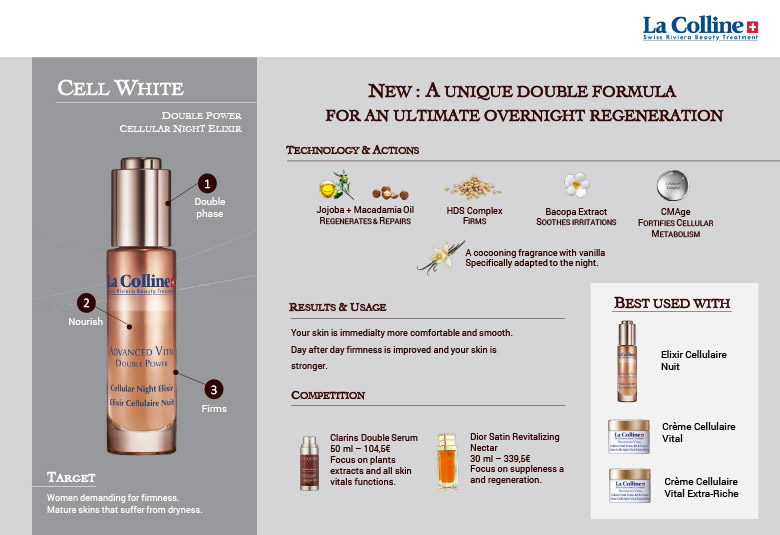 La Colline
Swiss Riviera Beauty Treatment
CELL WHITE
DOUBLE POWER
CELLULAR NIGHT ELIXIR
1
Double
phase
La Colline
2
Nourish
ADVANCED VITAL
DOUBLE POWER
3
Firms
Cellular Night Elixir
Elixir Cellulaire Nuit
TARGET
Women demanding for firmness.
Mature skins that suffer from dryness.
NEW : A UNIQUE DOUBLE FORMULA
FOR AN ULTIMATE OVERNIGHT REGENERATION
TECHNOLOGY & ACTIONS
Jojoba + Macadamia Oil
REGENERATES & REPAIRS
HDS Complex
FIRMS
Bacopa Extract
SOOTHES IRRITATIONS
CMAge
FORTIFIES CELLULAR
METABOLISM
A cocooning fragrance with vanilla
Specifically adapted to the night.
RESULTS & USAGE
Your skin is immedialty more comfortable and smooth.
Day after day firmness is improved and your skin is
stronger.
COMPETITION
Clarins Double Serum
50 ml – 104,5€
Focus on plants
extracts and all skin
vitals functions.
Dior Satin Revitalizing
Nectar
30 ml – 339,5€
Focus on suppleness a
and regeneration.
BEST USED WITH
Elixir Cellulaire
Nuit
La Colline
Crème Cellulaire
Vital
La Colline
Crème Cellulaire
Vital Extra-Riche